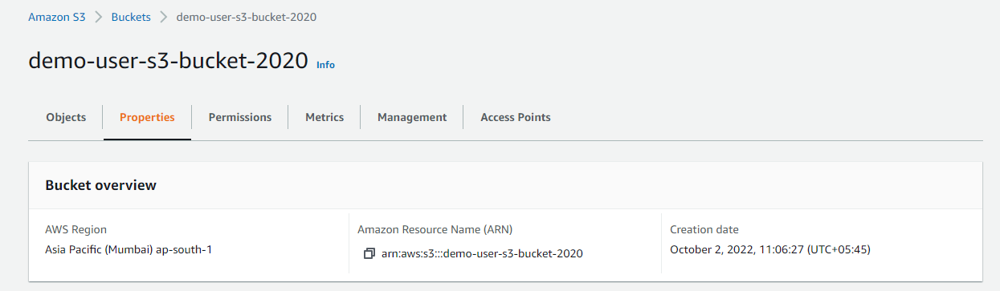 Amazon S3 > Buckets > demo-user-s3-bucket-2020
demo-user-s3-bucket-2020 Info
Objects Properties Permissions Metrics Management Access Points
Bucket overview
AWS Region
Asia Pacific (Mumbai) ap-south-1
Amazon Resource Name (ARN)
arn:aws:s3:::demo-user-s3-bucket-2020
Creation date
October 2, 2022, 11:06:27 (UTC+05:45)